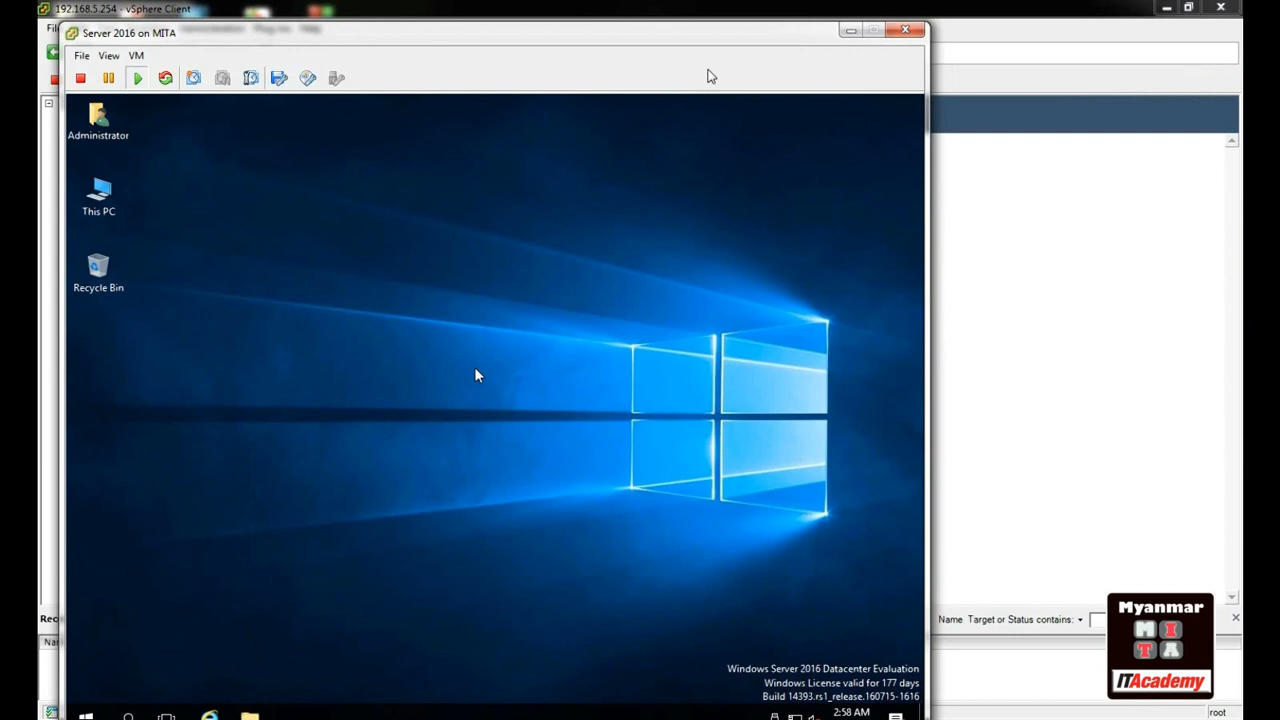 192.168.5.254 - vSphere Client
Server 2016 on MITA
File View VM
Administrator
This PC
Recycle Bin
Windows Server 2016 Datacenter Evaluation
Windows License valid for 177 days
Build 14393.rs1_release.160715-1616
2:58 AM
Name Target or Status contains:
root
Myanmar
M I
T A
ITAcademy